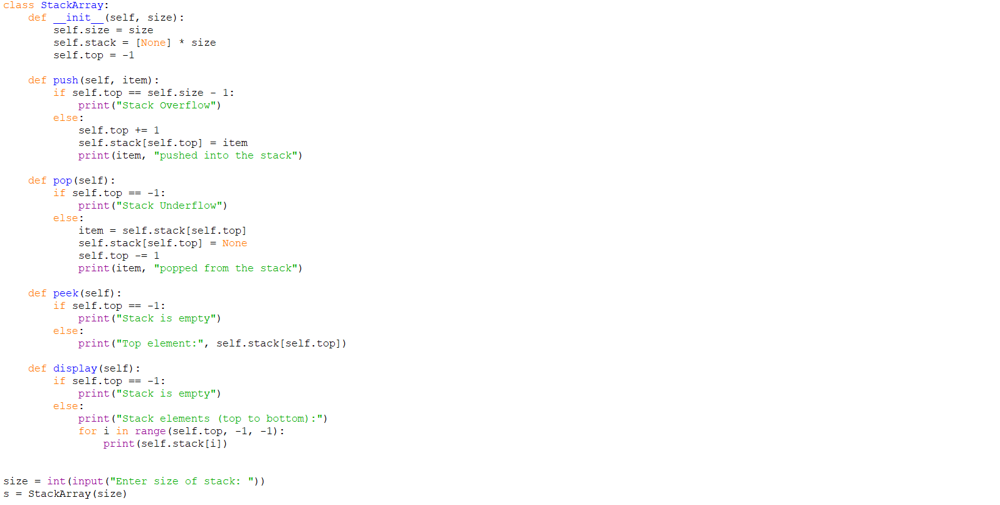 class StackArray:
    def __init__(self, size):
        self.size = size
        self.stack = [None] * size
        self.top = -1

    def push(self, item):
        if self.top == self.size - 1:
            print("Stack Overflow")
        else:
            self.top += 1
            self.stack[self.top] = item
            print(item, "pushed into the stack")

    def pop(self):
        if self.top == -1:
            print("Stack Underflow")
        else:
            item = self.stack[self.top]
            self.stack[self.top] = None
            self.top -= 1
            print(item, "popped from the stack")

    def peek(self):
        if self.top == -1:
            print("Stack is empty")
        else:
            print("Top element:", self.stack[self.top])

    def display(self):
        if self.top == -1:
            print("Stack is empty")
        else:
            print("Stack elements (top to bottom):")
            for i in range(self.top, -1, -1):
                print(self.stack[i])


size = int(input("Enter size of stack: "))
s = StackArray(size)